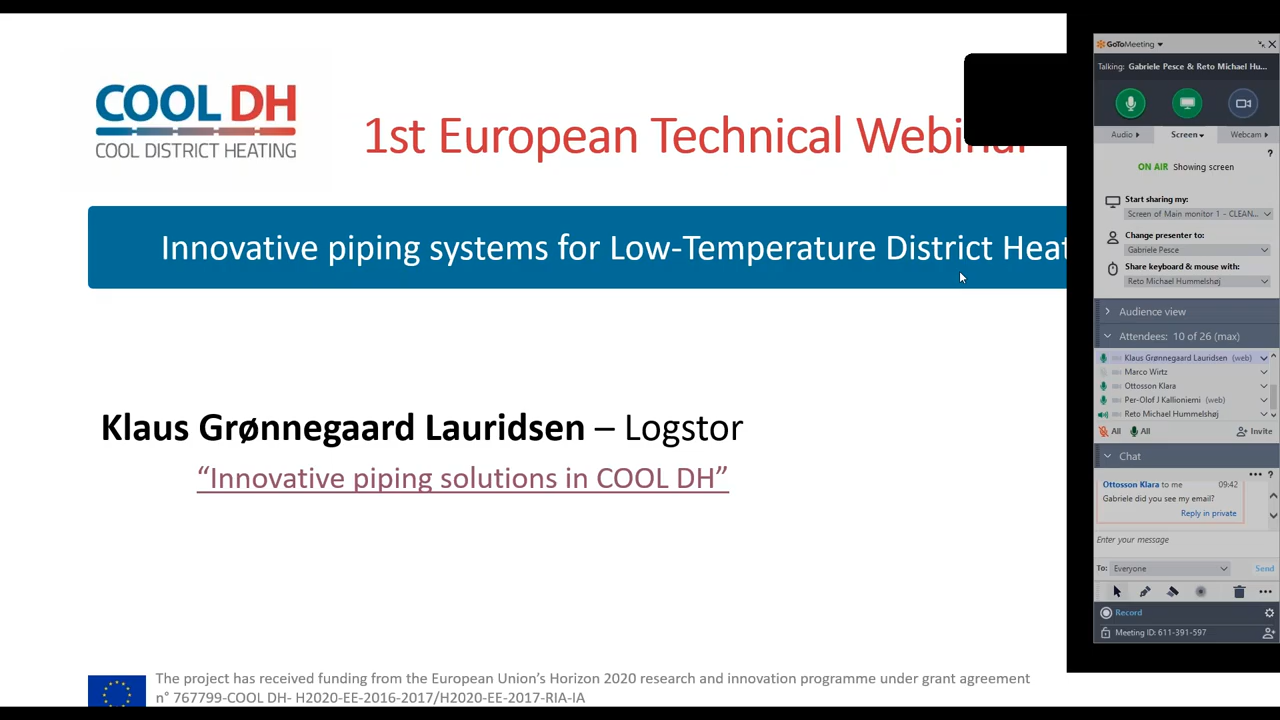 COOL DH
COOL DISTRICT HEATING
1st European Technical Webinar
Innovative piping systems for Low-Temperature District Heat
Klaus Grønnegaard Lauridsen – Logstor
“Innovative piping solutions in COOL DH”
The project has received funding from the European Union’s Horizon 2020 research and innovation programme under grant agreement
n° 767799-COOL DH- H2020-EE-2016-2017/H2020-EE-2017-RIA-IA
GoToMeeting
Talking: Gabriele Pesce & Reto Michael Hu...
Audio
Screen
Webcam
?
ON AIR Showing screen
Start sharing my:
Screen of Main monitor 1 - CLEAN...
Change presenter to:
Gabriele Pesce
Share keyboard & mouse with:
Reto Michael Hummelshøj
Audience view
Attendees: 10 of 26 (max)
Klaus Grønnegaard Lauridsen (web)
Marco Wirtz
Ottosson Klara
Per-Olof J Kallioniemi (web)
Reto Michael Hummelshøj
All All Invite
Chat
... ?
Ottosson Klara to me 09:42
Gabriele did you see my email?
Reply in private
Enter your message
To: Everyone Send
Record
Meeting ID: 611-391-597